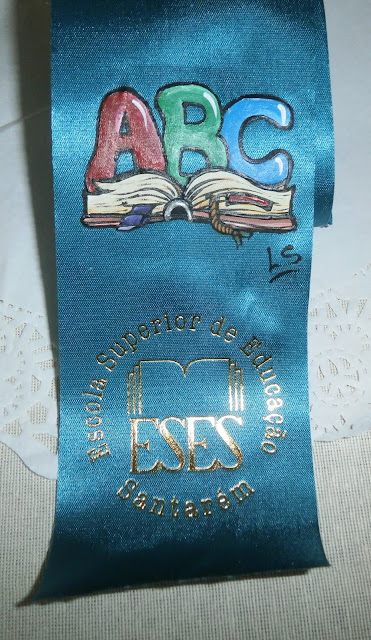 ABC
LS
Escola Superior de Educação
ESES
Santarém